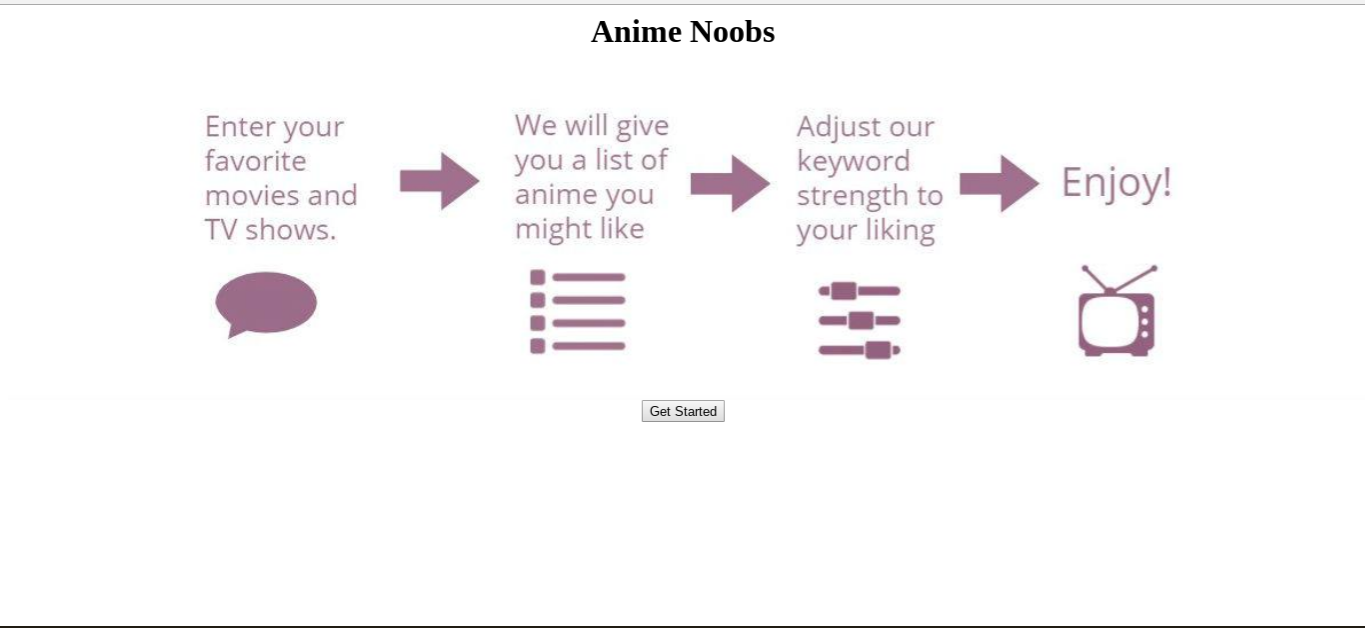 Anime Noobs
Enter your
favorite
movies and
TV shows.
We will give
you a list of
anime you
might like
Adjust our
keyword
strength to
your liking
Enjoy!
Get Started